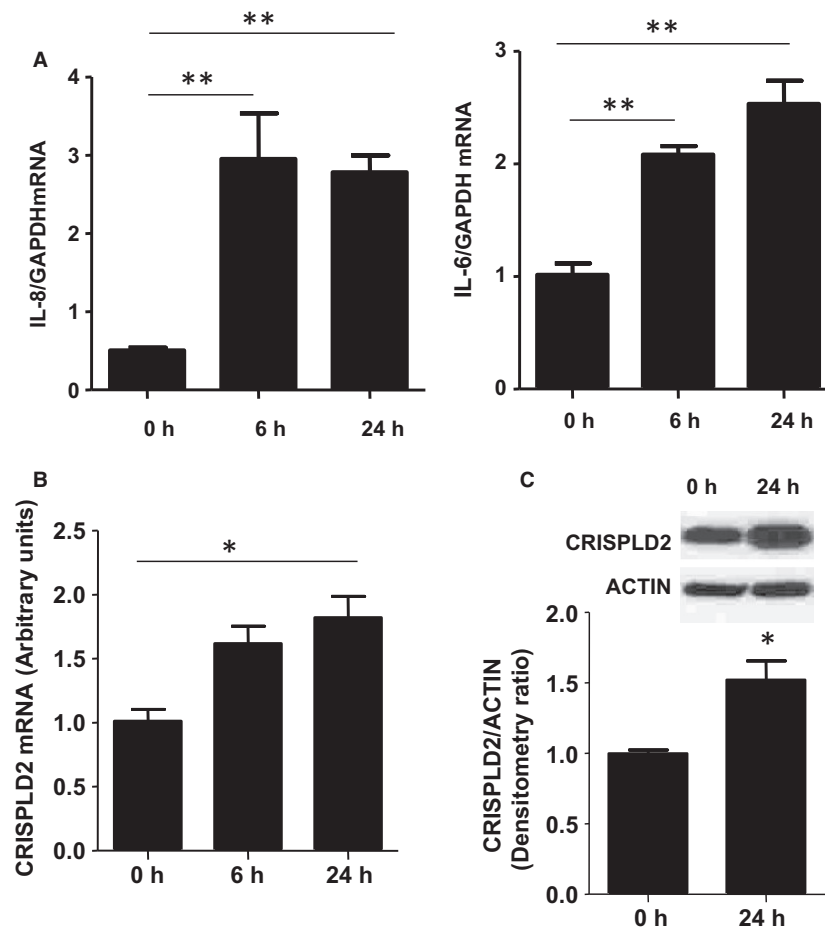 A
**
**
IL-8/GAPDHmRNA
4
3
2
1
0
0 h 6 h 24 h
**
**
IL-6/GAPDH mRNA
3
2
1
0
0 h 6 h 24 h
B
*
CRISPLD2 mRNA (Arbitrary units)
2.5
2.0
1.5
1.0
0.5
0.0
0 h 6 h 24 h
C
0 h 24 h
CRISPLD2
ACTIN
*
CRISPLD2/ACTIN
(Densitometry ratio)
2.0
1.5
1.0
0.5
0.0
0 h 24 h